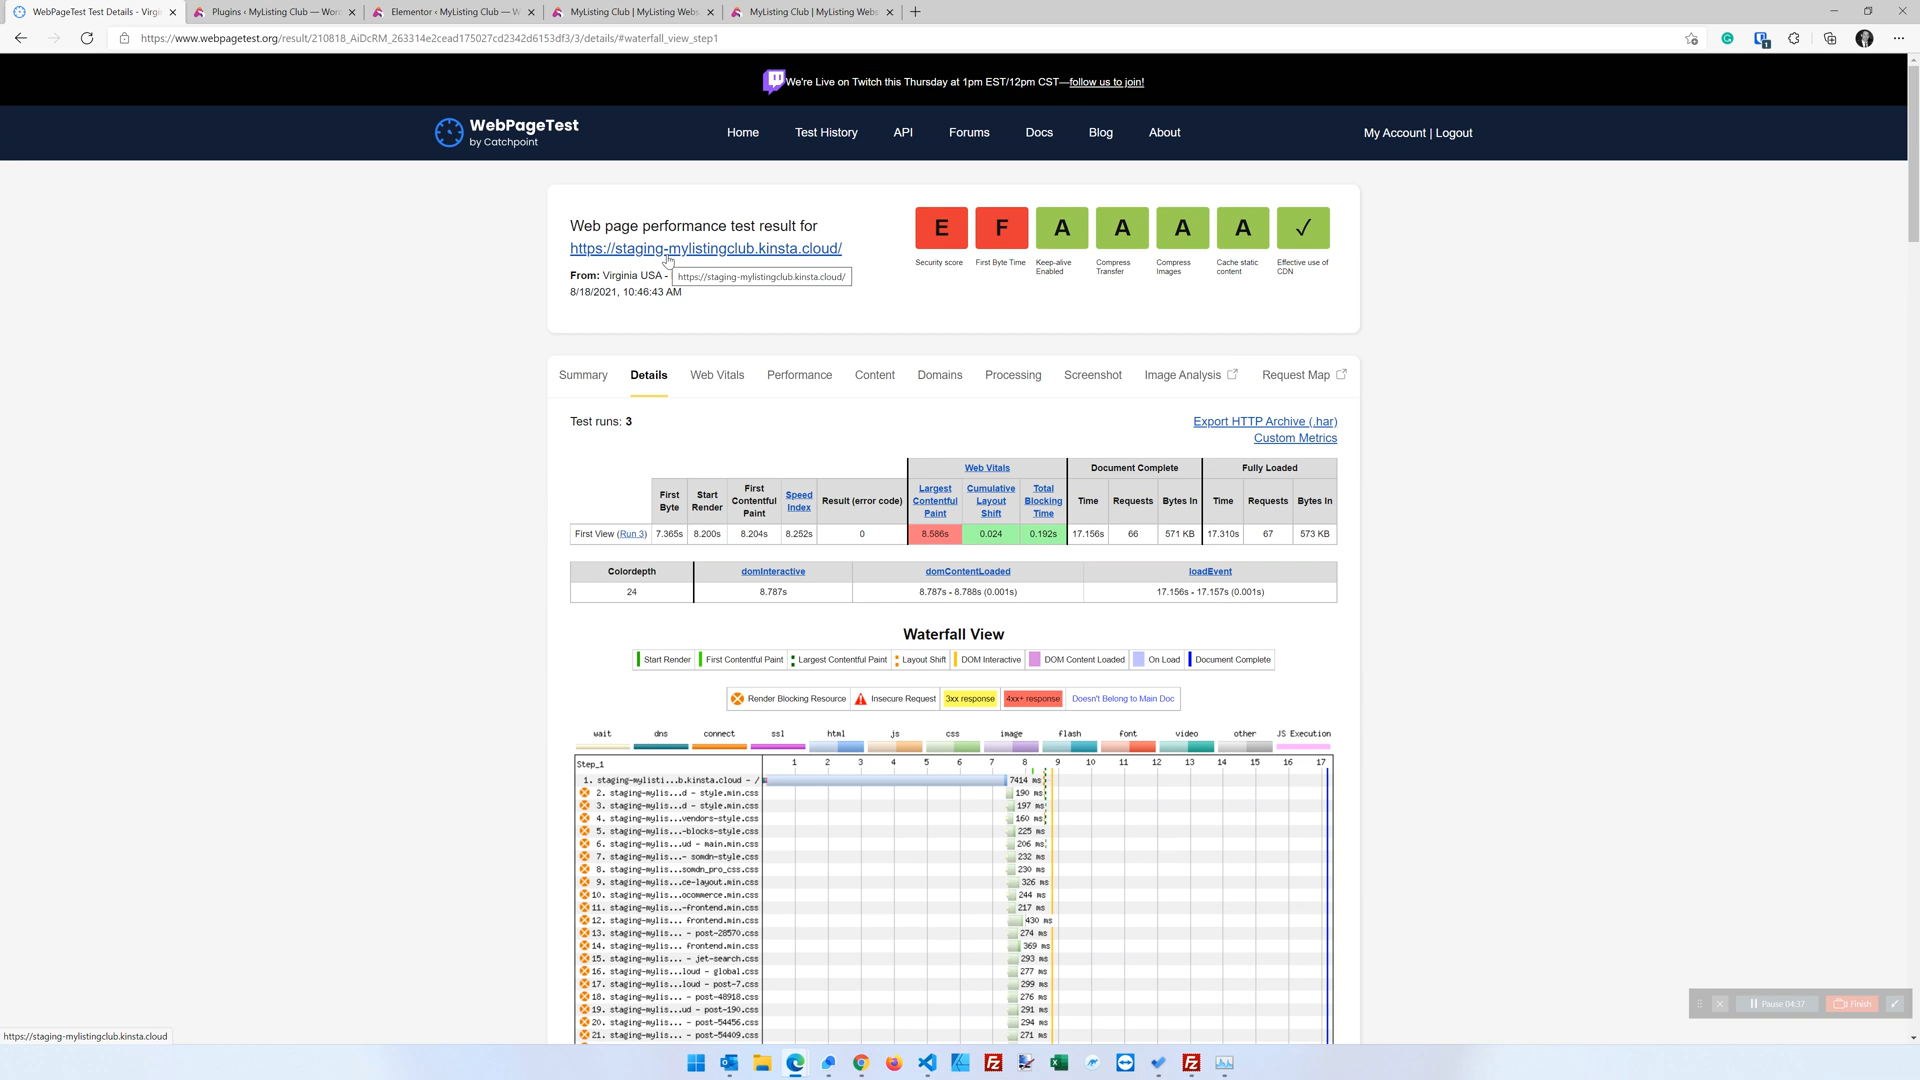 WebPageTest Test Details - Virgi
Plugins ‹ MyListing Club — Wor
Elementor ‹ MyListing Club — W
MyListing Club | MyListing Webs
MyListing Club | MyListing Webs
https://www.webpagetest.org/result/210818_AiDcRM_263314e2cead175027cd2342d6153df3/3/details/#waterfall_view_step1
We're Live on Twitch this Thursday at 1pm EST/12pm CST—follow us to join!
WebPageTest
by Catchpoint
Home
Test History
API
Forums
Docs
Blog
About
My Account | Logout
Web page performance test result for
https://staging-mylistingclub.kinsta.cloud/
From: Virginia USA -
https://staging-mylistingclub.kinsta.cloud/
8/18/2021, 10:46:43 AM
E
F
A
A
A
A
✓
Security score
First Byte Time
Keep-alive
Enabled
Compress
Transfer
Compress
Images
Cache static
content
Effective use of
CDN
Summary
Details
Web Vitals
Performance
Content
Domains
Processing
Screenshot
Image Analysis
Request Map
Test runs: 3
Export HTTP Archive (.har)
Custom Metrics
Web Vitals
Document Complete
Fully Loaded
First Byte
Start Render
First Contentful Paint
Speed Index
Result (error code)
Largest Contentful Paint
Cumulative Layout Shift
Total Blocking Time
Time
Requests
Bytes In
Time
Requests
Bytes In
First View (Run 3)
7.365s
8.200s
8.204s
8.252s
0
8.586s
0.024
0.192s
17.156s
66
571 KB
17.310s
67
573 KB
Colordepth
domInteractive
domContentLoaded
loadEvent
24
8.787s
8.787s - 8.788s (0.001s)
17.156s - 17.157s (0.001s)
Waterfall View
Start Render
First Contentful Paint
Largest Contentful Paint
Layout Shift
DOM Interactive
DOM Content Loaded
On Load
Document Complete
Render Blocking Resource
Insecure Request
3xx response
4xx+ response
Doesn't Belong to Main Doc
wait
dns
connect
ssl
html
js
css
image
flash
font
video
other
JS Execution
Step_1
1 2 3 4 5 6 7 8 9 10 11 12 13 14 15 16 17
1. staging-mylisti...b.kinsta.cloud - / 7414 ms
2. staging-mylis...d - style.min.css 190 ms
3. staging-mylis...d - style.min.css 197 ms
4. staging-mylis...vendors-style.css 160 ms
5. staging-mylis...-blocks-style.css 225 ms
6. staging-mylis...ud - main.min.css 206 ms
7. staging-mylis...- somdn-style.css 232 ms
8. staging-mylis...somdn_pro_css.css 230 ms
9. staging-mylis...ce-layout.min.css 326 ms
10. staging-mylis...ocommerce.min.css 244 ms
11. staging-mylis...-frontend.min.css 217 ms
12. staging-mylis... frontend.min.css 430 ms
13. staging-mylis... - post-28570.css 274 ms
14. staging-mylis... frontend.min.css 369 ms
15. staging-mylis... - jet-search.css 293 ms
16. staging-mylis...loud - global.css 277 ms
17. staging-mylis...loud - post-7.css 299 ms
18. staging-mylis... - post-48918.css 276 ms
19. staging-mylis...ud - post-190.css 291 ms
20. staging-mylis... - post-54456.css 294 ms
21. staging-mylis... - post-54409.css 271 ms
Pause 04:37
Finish
https://staging-mylistingclub.kinsta.cloud